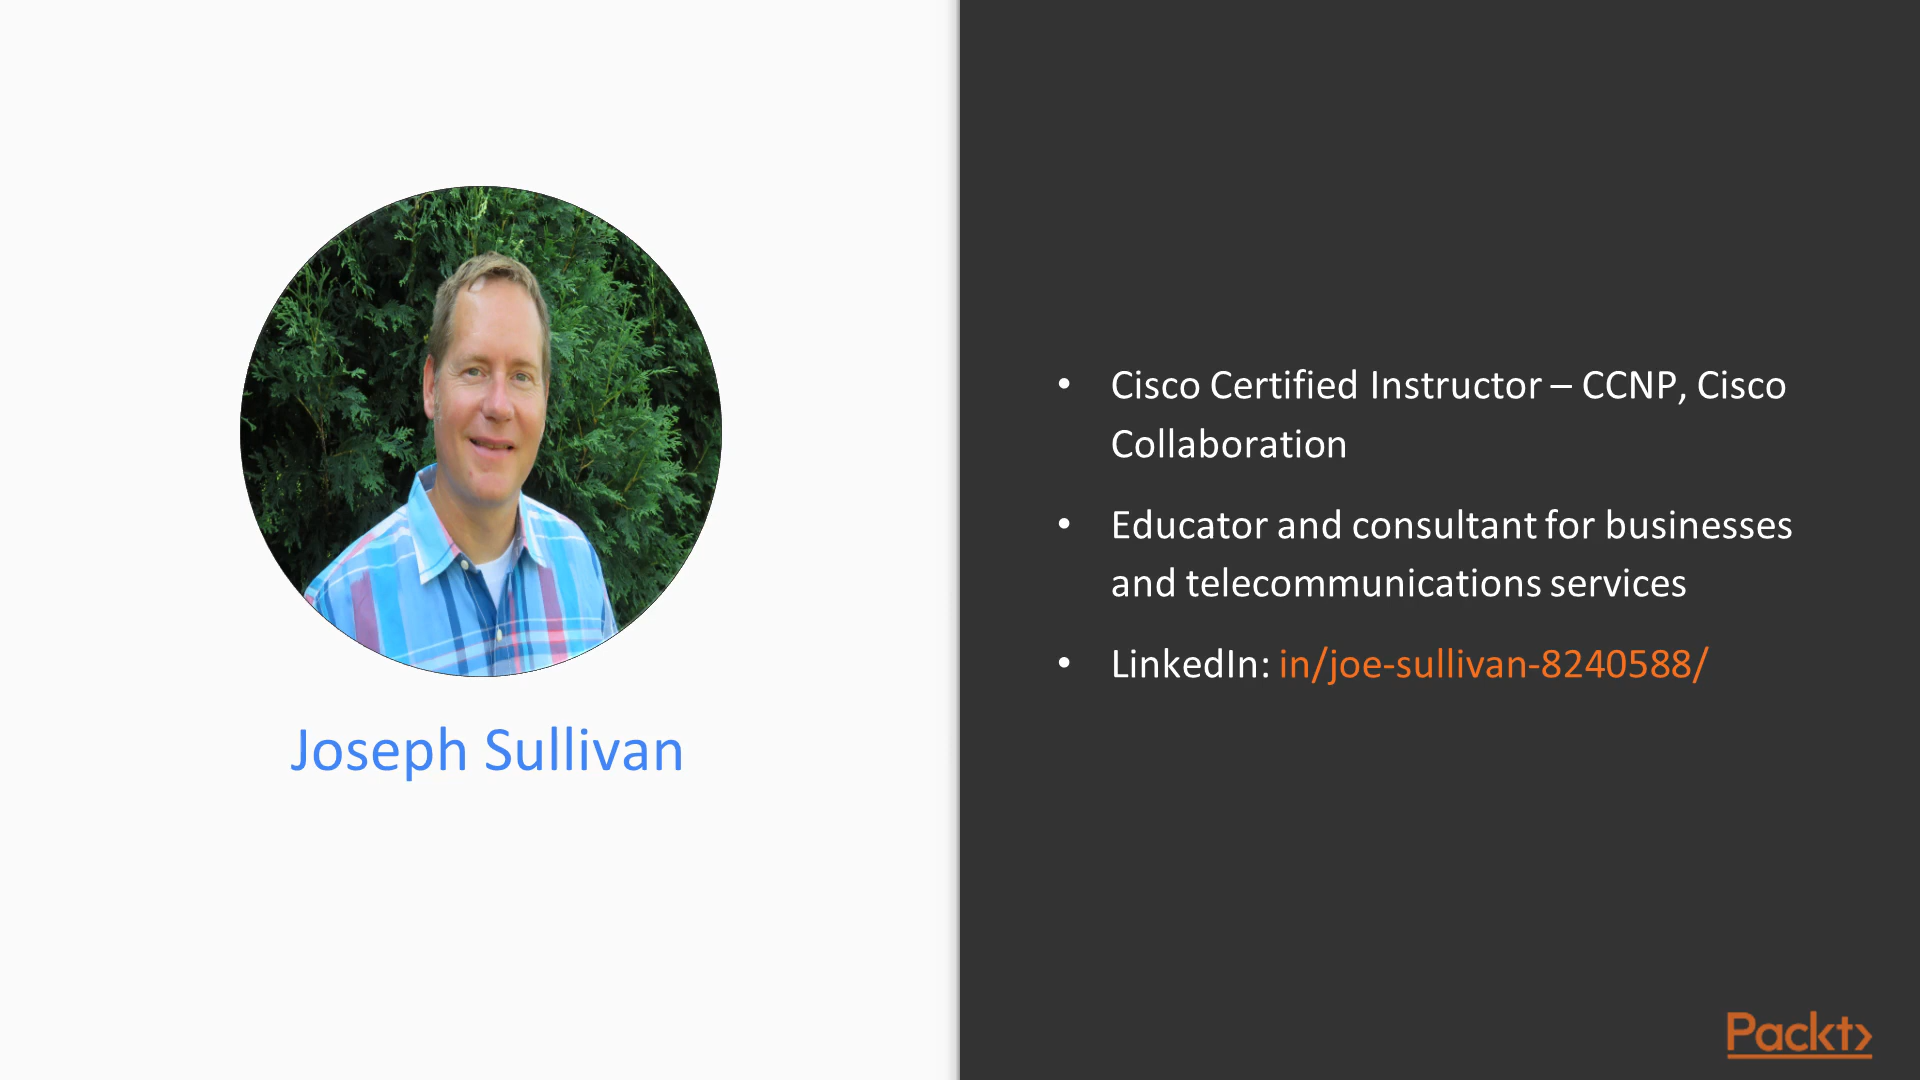 Joseph Sullivan
• Cisco Certified Instructor – CCNP, Cisco
Collaboration
• Educator and consultant for businesses
and telecommunications services
• LinkedIn: in/joe-sullivan-8240588/
Packt>